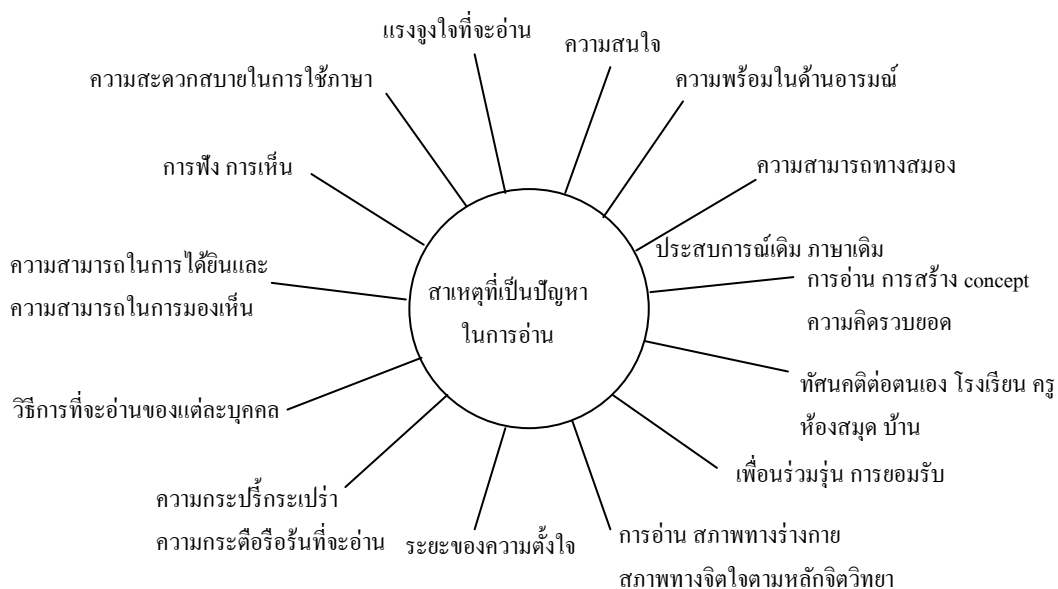 แรงจูงใจที่จะอ่าน
ความสนใจ
ความสะดวกสบายในการใช้ภาษา
ความพร้อมในด้านอารมณ์
การฟัง การเห็น
ความสามารถทางสมอง
ประสบการณ์เดิม ภาษาเดิม
การอ่าน การสร้าง concept
ความคิดรวบยอด
ความสามารถในการได้ยินและ
ความสามารถในการมองเห็น
สาเหตุที่เป็นปัญหา
ในการอ่าน
ทัศนคติต่อตนเอง โรงเรียน ครู
ห้องสมุด บ้าน
วิธีการที่จะอ่านของแต่ละบุคคล
เพื่อนร่วมรุ่น การยอมรับ
ความกระปรี้กระเปร่า
ความกระตือรือร้นที่จะอ่าน
ระยะของความตั้งใจ
การอ่าน สภาพทางร่างกาย
สภาพทางจิตใจตามหลักจิตวิทยา